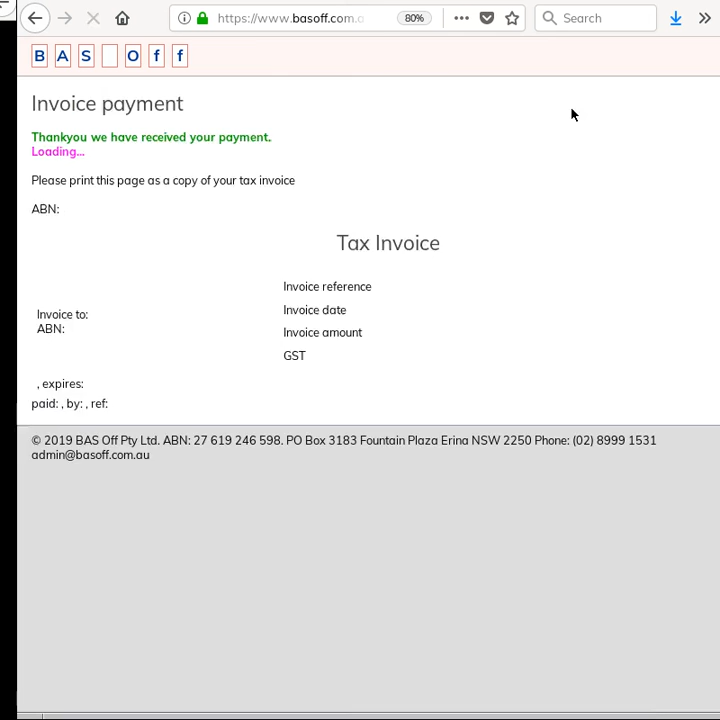 https://www.basoff.com.a
80%
Search
B A S O f f
Invoice payment
Thankyou we have received your payment.
Loading...
Please print this page as a copy of your tax invoice
ABN:
Tax Invoice
Invoice reference
Invoice date
Invoice to:
ABN:
Invoice amount
GST
, expires:
paid: , by: , ref:
© 2019 BAS Off Pty Ltd. ABN: 27 619 246 598. PO Box 3183 Fountain Plaza Erina NSW 2250 Phone: (02) 8999 1531
admin@basoff.com.au